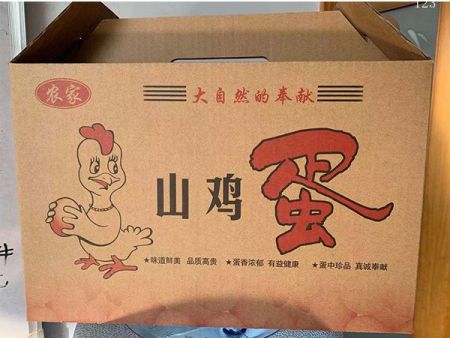 123
农家
大自然的奉献
山鸡蛋
★味道鲜美 品质高贵 ★蛋香浓郁 有益健康 ★蛋中珍品 真诚奉献